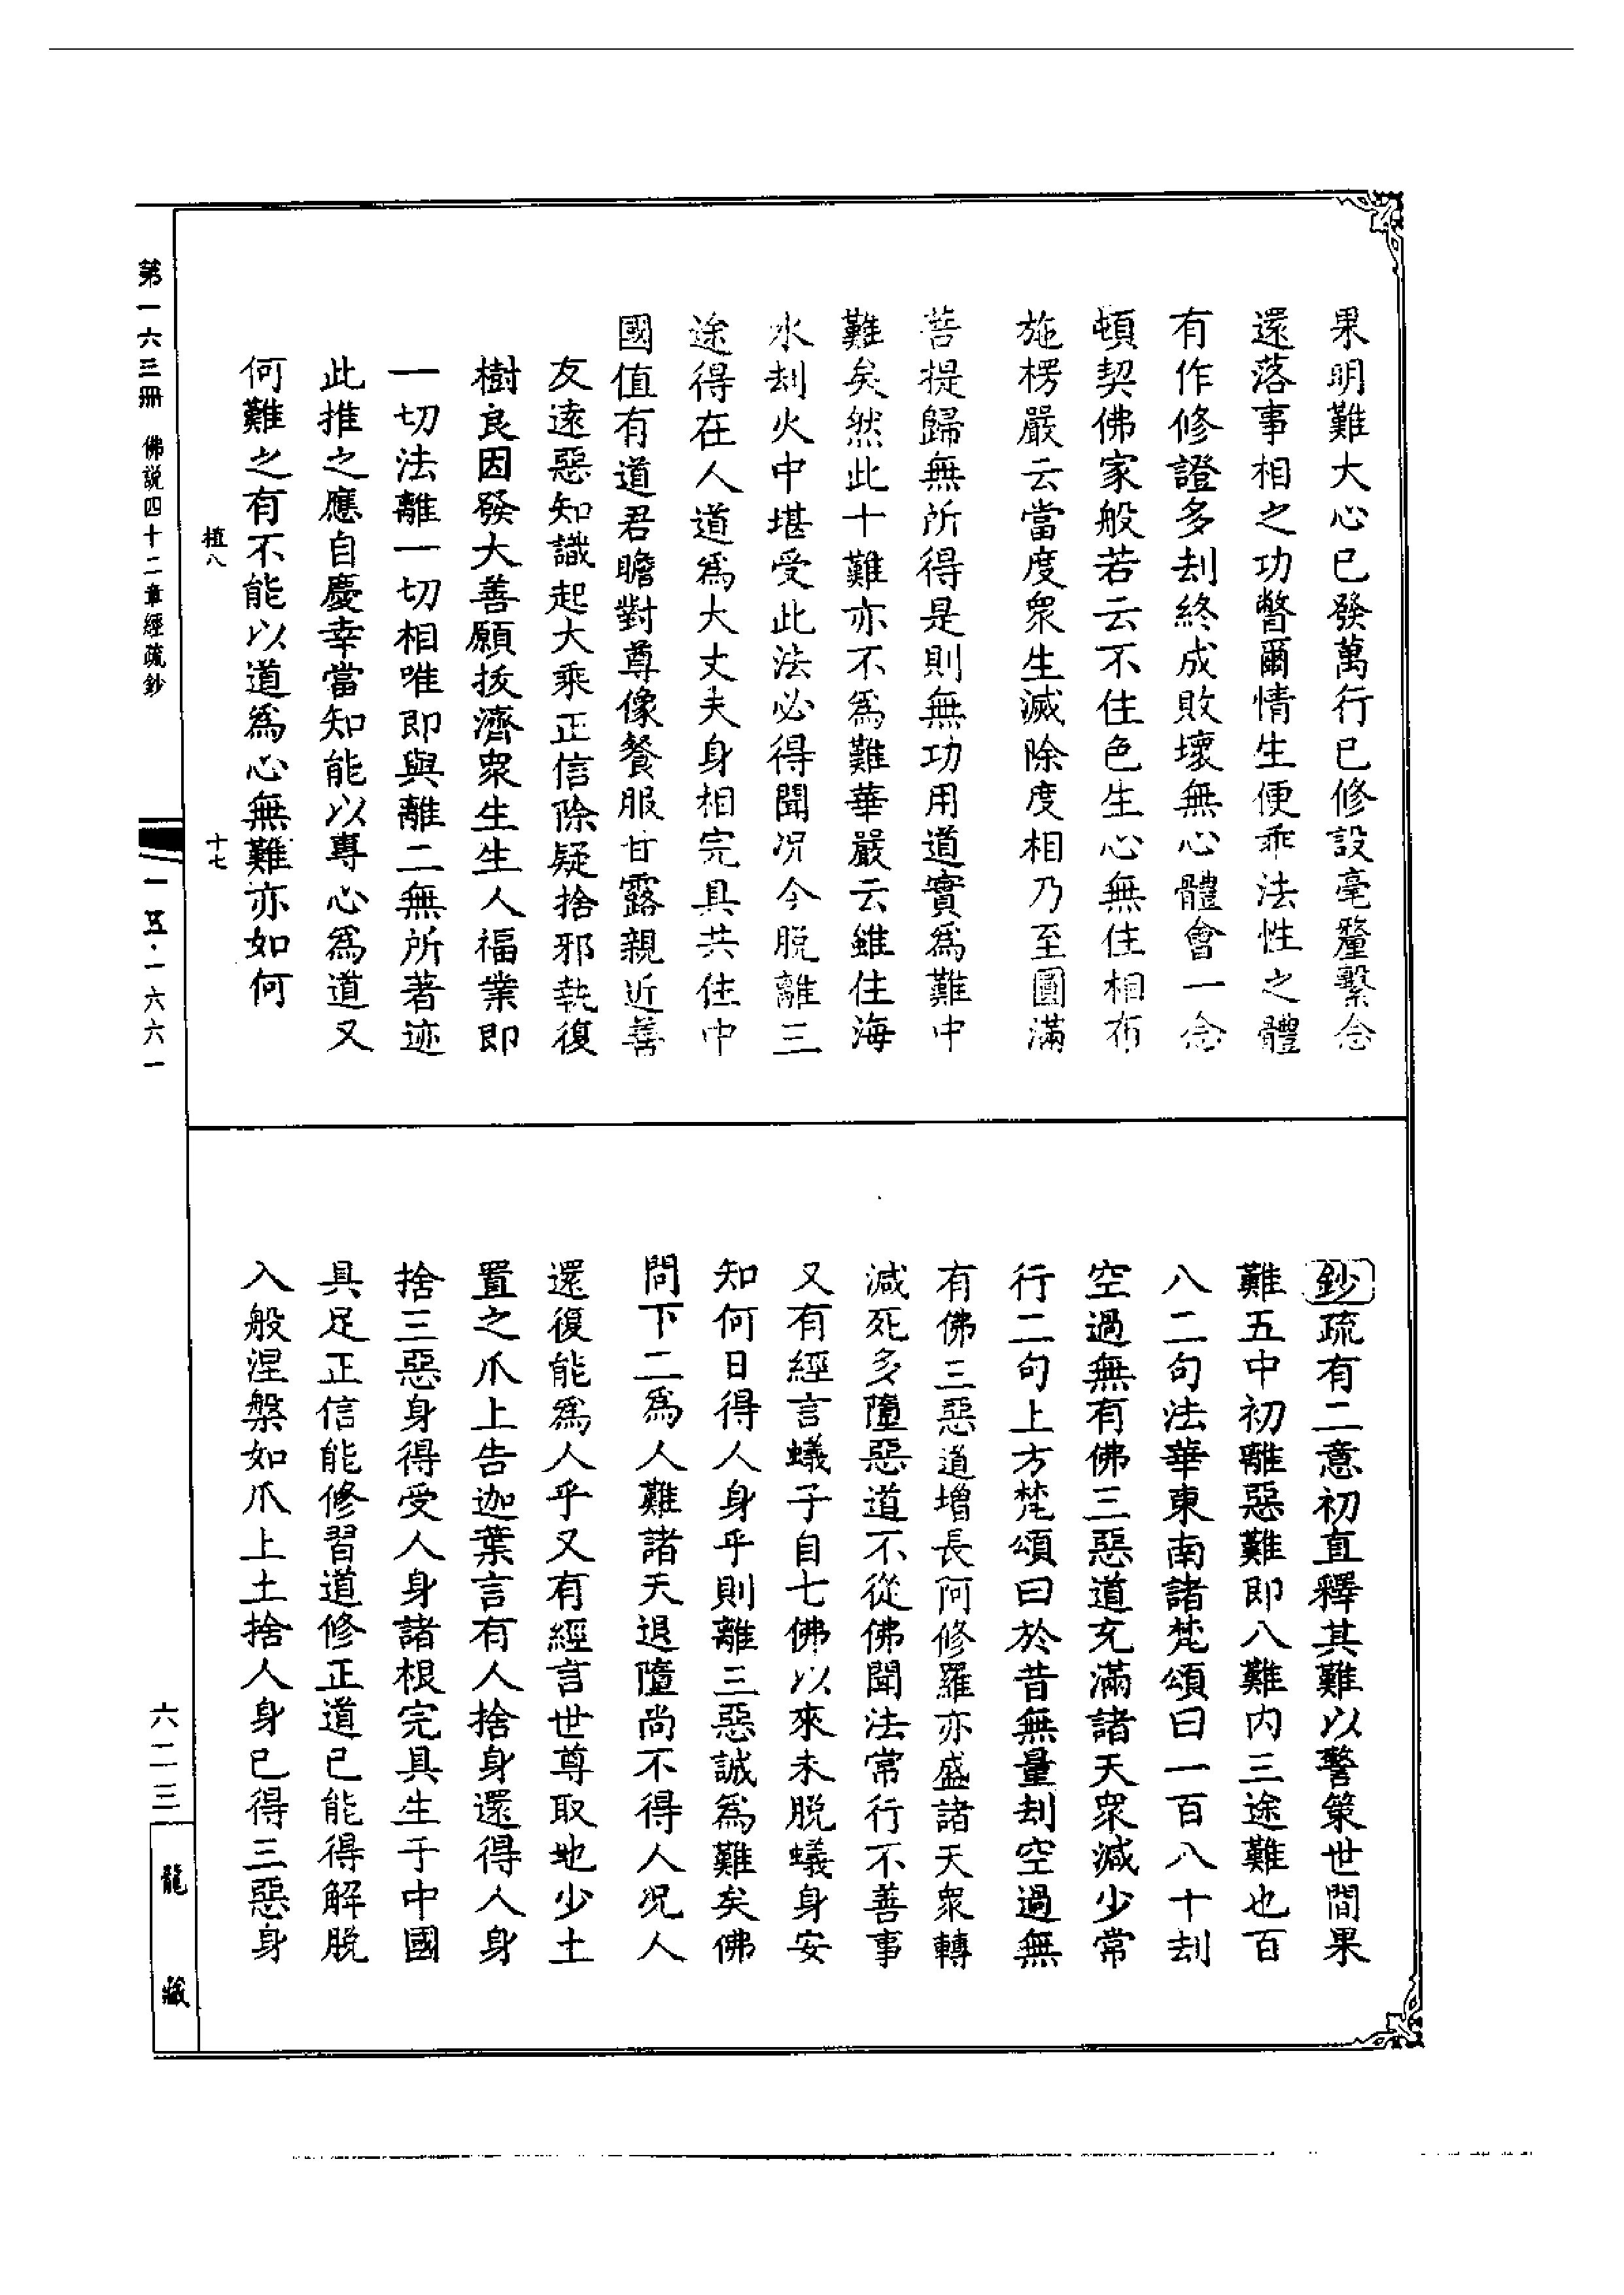 果明難大心已發萬行已修設毫釐繫念
還落事相之功瞥爾情生便乖法性之體
有作修證多刦終成敗壞無心體會一念
頓契佛家般若云不住色生心無住相布
施楞嚴云當度衆生滅除度相乃至圓滿
菩提歸無所得是則無功用道實爲難中
難矣然此十難亦不爲難華嚴云雖住海
水刦火中堪受此法必得聞况今脫離三
途得在人道爲大丈夫身相完具共住中
國值有道君瞻對尊像餐服甘露親近善
友遠惡知識起大乘正信除疑捨邪執復
樹良因發大善願拔濟衆生生人福業即
一切法離一切相唯即與離二無所著迹
此推之應自慶幸當知能以專心爲道又
何難之有不能以道爲心無難亦如何
植八
十七
鈔疏有二意初直釋其難以警策世間果
難五中初離惡難即八難内三途難也百
八二句法華東南諸梵頌曰一百八十刦
空過無有佛三惡道充滿諸天衆減少常
行二句上方梵頌曰於昔無量刦空過無
有佛三惡道增長阿修羅亦盛諸天衆轉
減死多墮惡道不從佛聞法常行不善事
又有經言蟻子自七佛以來未脫蟻身安
知何日得人身乎則離三惡誠爲難矣佛
問下二爲人難諸天退墮尚不得人况人
還復能爲人乎又有經言世尊取地少土
置之爪上告迦葉言有人捨身還得人身
捨三惡身得受人身諸根完具生于中國
具足正信能修習道修正道已能得解脫
入般涅槃如爪上土捨人身已得三惡身
第一六三冊 佛說四十二章經疏鈔
一五·一六六一
六二三
龍藏